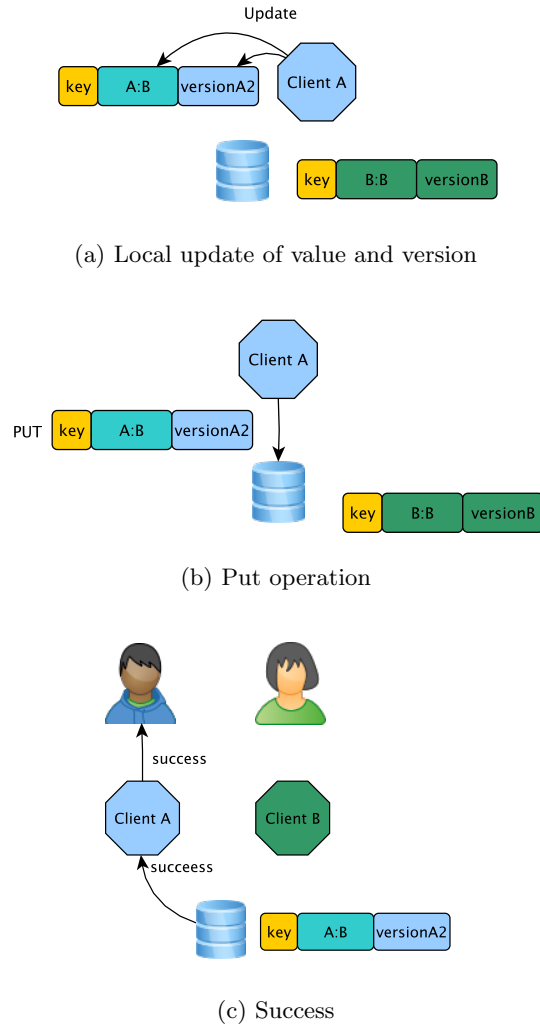 Update
key A:B versionA2 Client A
key B:B versionB
(a) Local update of value and version
Client A
PUT key A:B versionA2
key B:B versionB
(b) Put operation
success
Client A Client B
succeess
key A:B versionA2
(c) Success